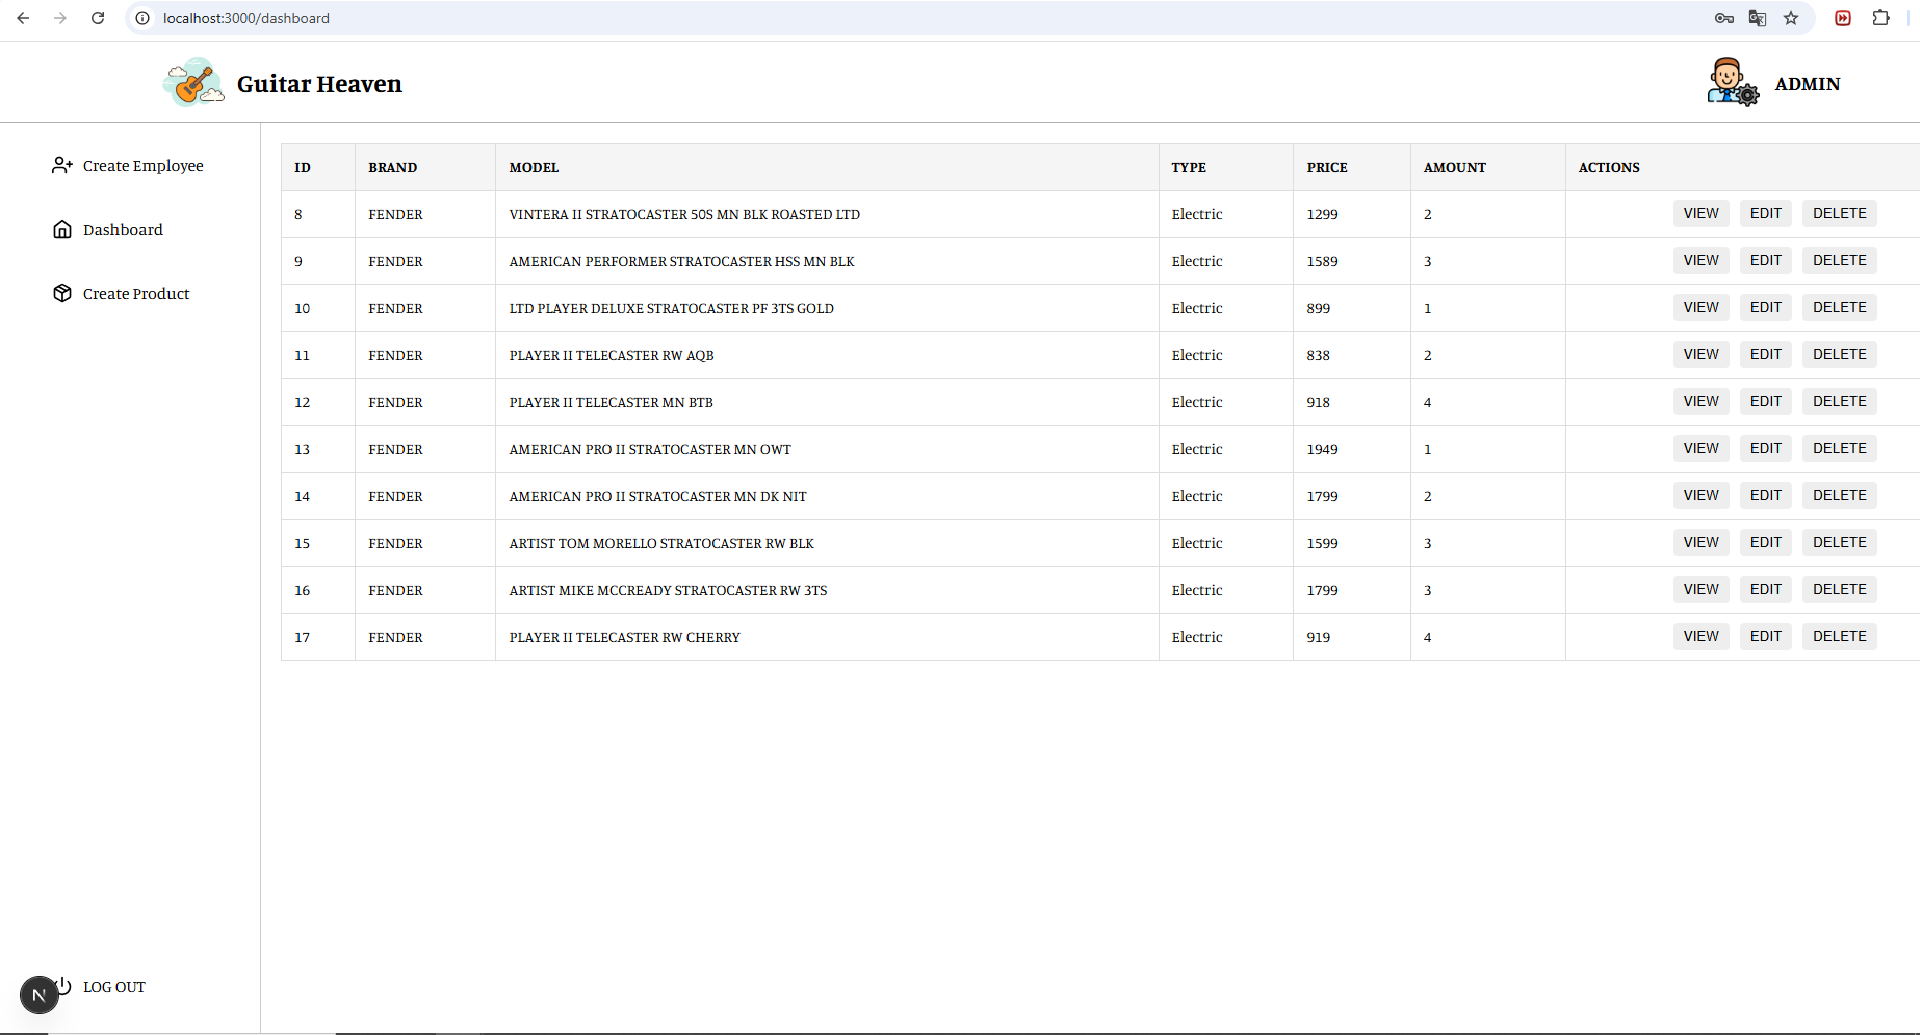 localhost:3000/dashboard
Guitar Heaven
ADMIN
Create Employee
Dashboard
Create Product
LOG OUT
N
ID BRAND MODEL TYPE PRICE AMOUNT ACTIONS
8 FENDER VINTERA II STRATOCASTER 50S MN BLK ROASTED LTD Electric 1299 2 VIEW EDIT DELETE
9 FENDER AMERICAN PERFORMER STRATOCASTER HSS MN BLK Electric 1589 3 VIEW EDIT DELETE
10 FENDER LTD PLAYER DELUXE STRATOCASTER PF 3TS GOLD Electric 899 1 VIEW EDIT DELETE
11 FENDER PLAYER II TELECASTER RW AQB Electric 838 2 VIEW EDIT DELETE
12 FENDER PLAYER II TELECASTER MN BTB Electric 918 4 VIEW EDIT DELETE
13 FENDER AMERICAN PRO II STRATOCASTER MN OWT Electric 1949 1 VIEW EDIT DELETE
14 FENDER AMERICAN PRO II STRATOCASTER MN DK NIT Electric 1799 2 VIEW EDIT DELETE
15 FENDER ARTIST TOM MORELLO STRATOCASTER RW BLK Electric 1599 3 VIEW EDIT DELETE
16 FENDER ARTIST MIKE MCCREADY STRATOCASTER RW 3TS Electric 1799 3 VIEW EDIT DELETE
17 FENDER PLAYER II TELECASTER RW CHERRY Electric 919 4 VIEW EDIT DELETE